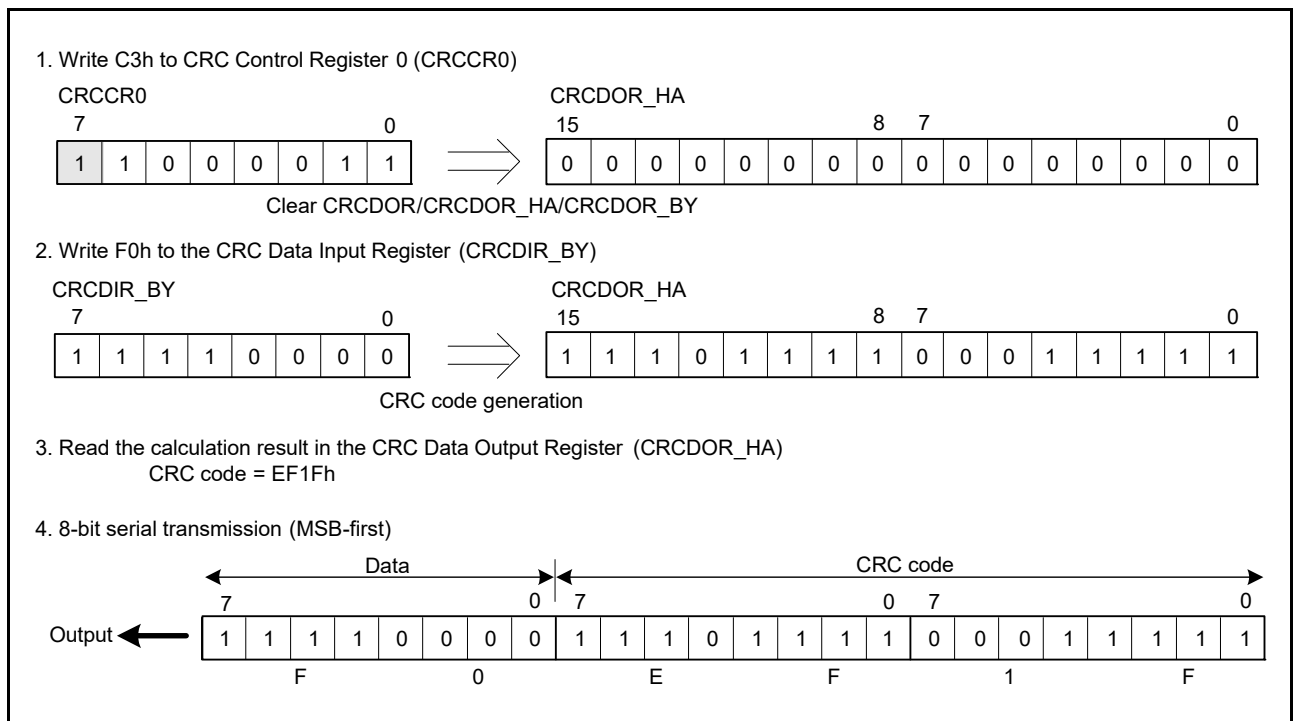 1. Write C3h to CRC Control Register 0 (CRCCR0)
CRCCR0 CRCDOR_HA
7 0 15 8 7 0
1 1 0 0 0 0 1 1 0 0 0 0 0 0 0 0 0 0 0 0 0 0 0 0
Clear CRCDOR/CRCDOR_HA/CRCDOR_BY
2. Write F0h to the CRC Data Input Register (CRCDIR_BY)
CRCDIR_BY CRCDOR_HA
7 0 15 8 7 0
1 1 1 1 0 0 0 0 1 1 1 0 1 1 1 1 0 0 0 1 1 1 1 1
CRC code generation
3. Read the calculation result in the CRC Data Output Register (CRCDOR_HA)
CRC code = EF1Fh
4. 8-bit serial transmission (MSB-first)
Data CRC code
7 0 7 0 7 0
Output 1 1 1 1 0 0 0 0 1 1 1 0 1 1 1 1 0 0 0 1 1 1 1 1
F 0 E F 1 F